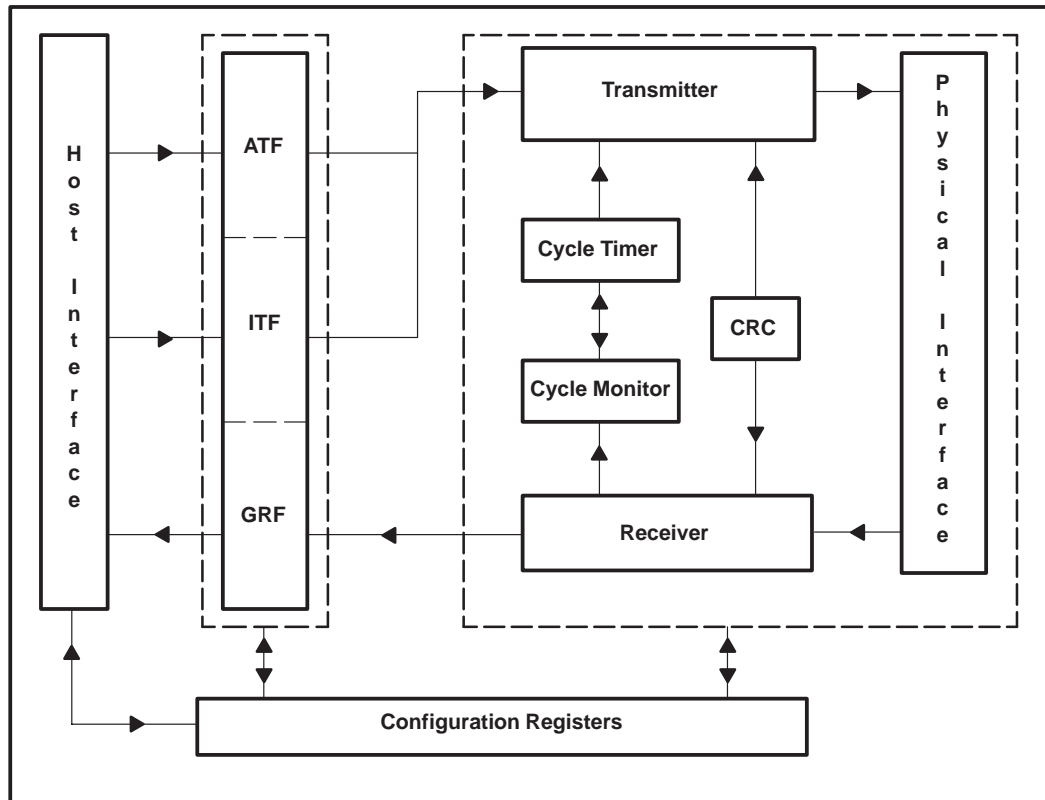 Host Interface
ATF
ITF
GRF
Transmitter
Cycle Timer
CRC
Cycle Monitor
Receiver
Physical Interface
Configuration Registers